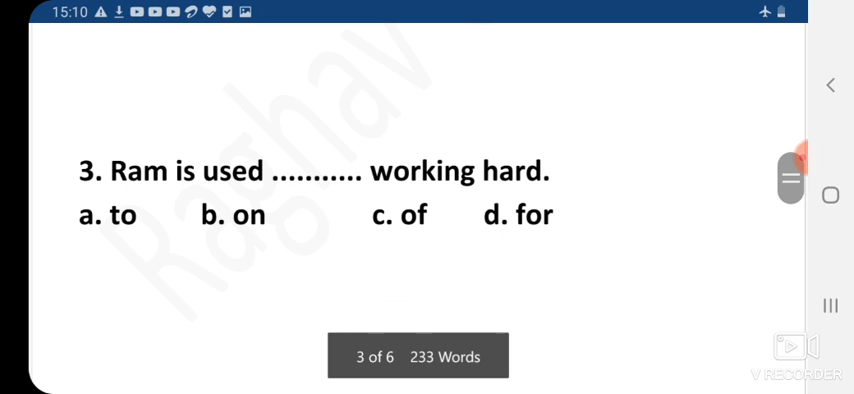 15:10
Raghav
3. Ram is used ........... working hard.
a. to b. on c. of d. for
3 of 6 233 Words
V RECORDER